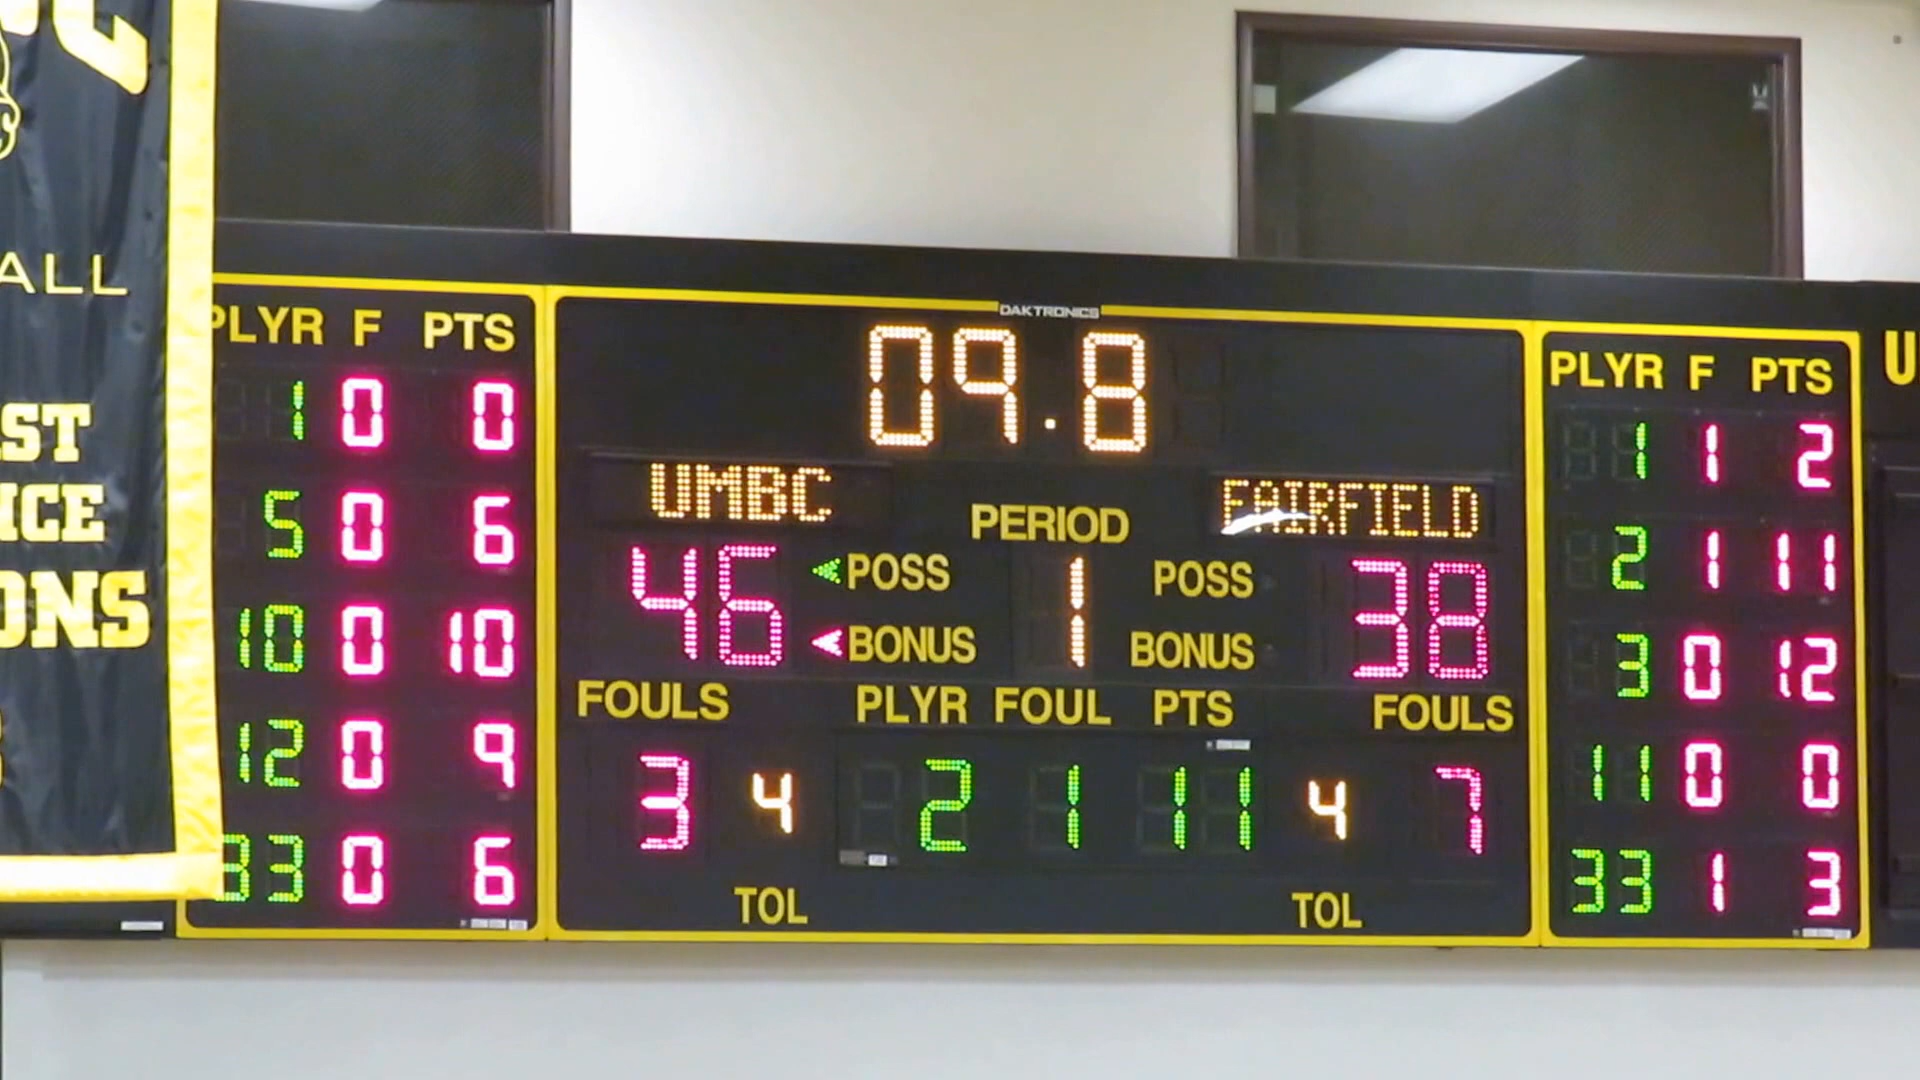 ALL
ST
NCE
ONS
PLYR F PTS
1 0 0
5 0 6
10 0 10
12 0 9
33 0 6
DAKTRONICS
09.8
UMBC
PERIOD
FAIRFIELD
46
POSS
BONUS
1
POSS
BONUS
38
FOULS
PLYR FOUL PTS
FOULS
3 4 2 1 11 4 7
TOL
TOL
PLYR F PTS
1 1 2
2 1 11
3 0 12
11 0 0
33 1 3
U